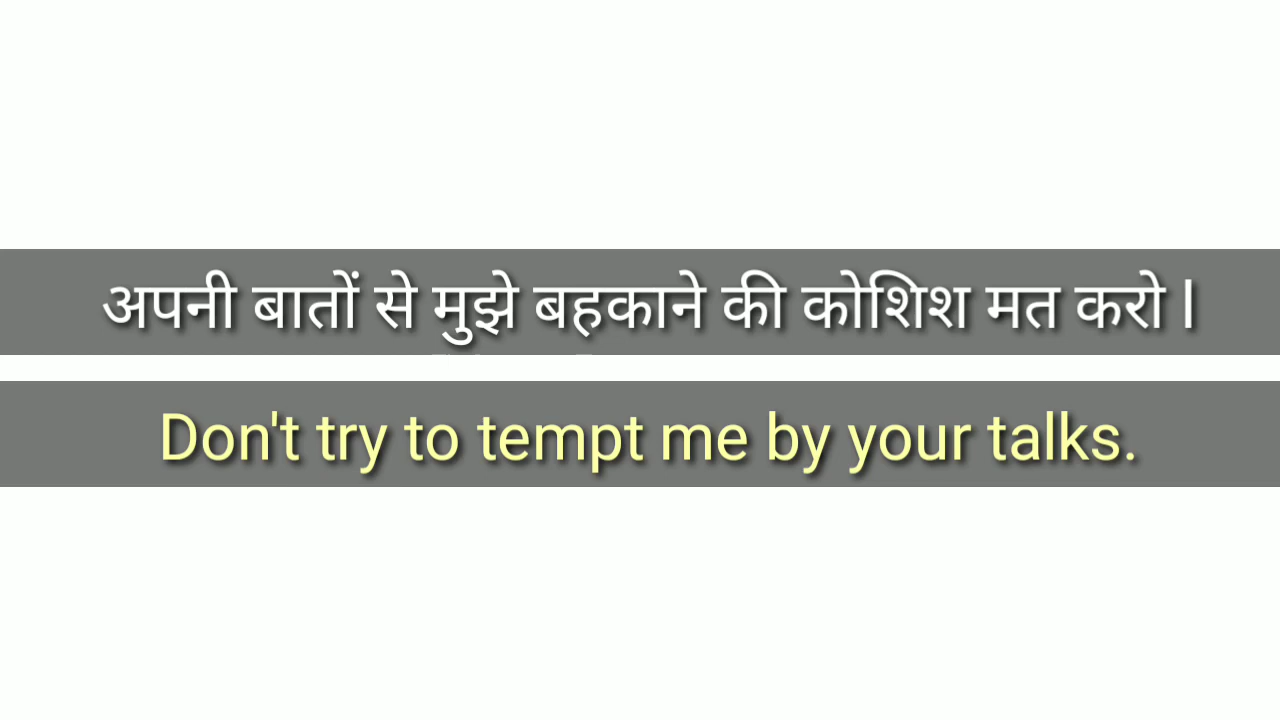 अपनी बातों से मुझे बहकाने की कोशिश मत करो l
Don't try to tempt me by your talks.